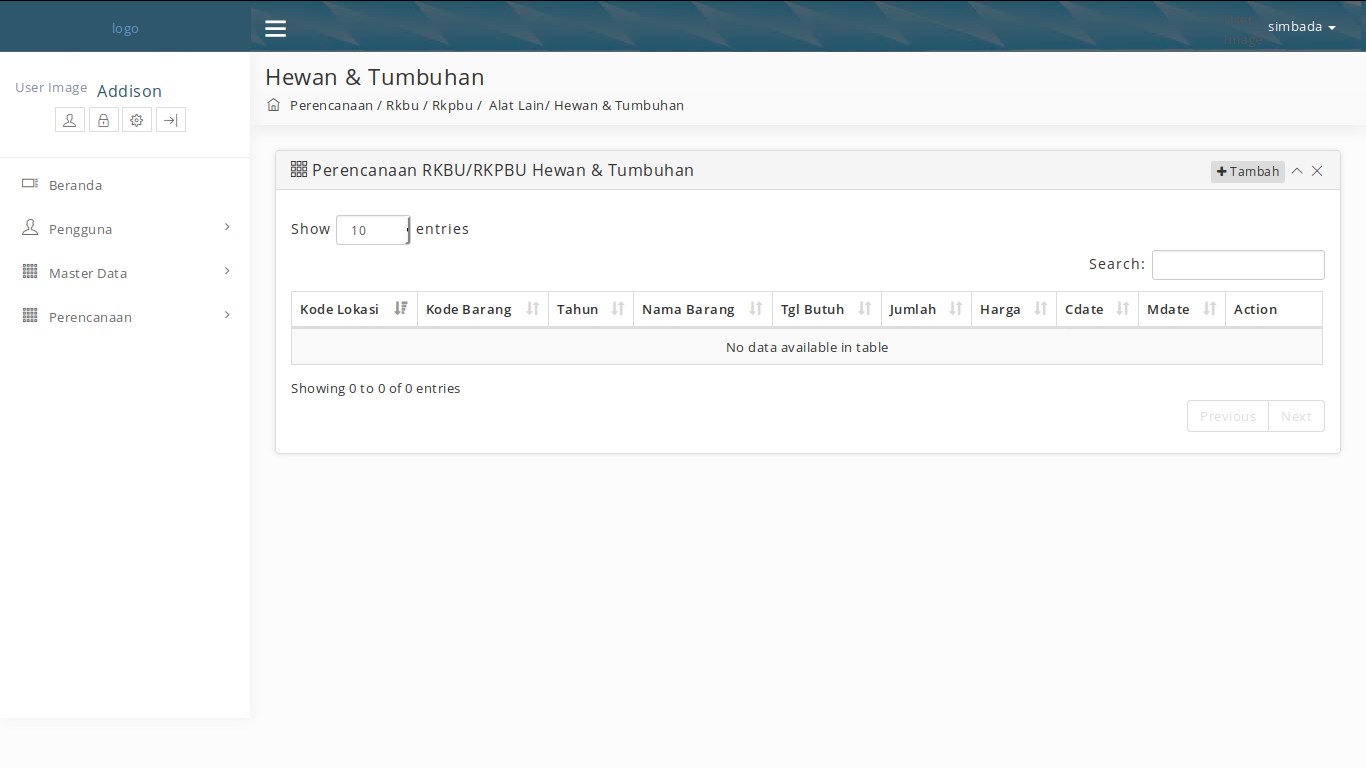 logo
simbada
User Image Addison
Beranda
Pengguna
Master Data
Perencanaan
Hewan & Tumbuhan
Perencanaan / Rkbu / Rkpbu / Alat Lain/ Hewan & Tumbuhan
Perencanaan RKBU/RKPBU Hewan & Tumbuhan
Tambah
Show 10 entries
Search:
Kode Lokasi Kode Barang Tahun Nama Barang Tgl Butuh Jumlah Harga Cdate Mdate Action
No data available in table
Showing 0 to 0 of 0 entries
Previous Next